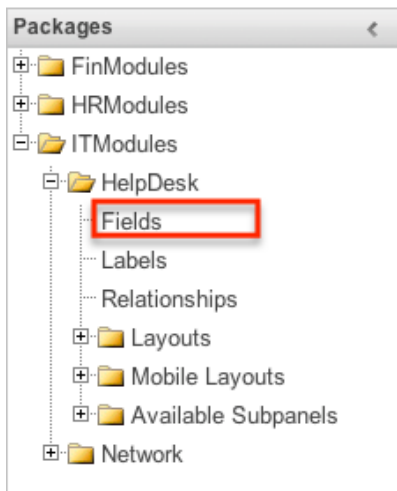 Packages
FinModules
HRModules
ITModules
HelpDesk
Fields
Labels
Relationships
Layouts
Mobile Layouts
Available Subpanels
Network